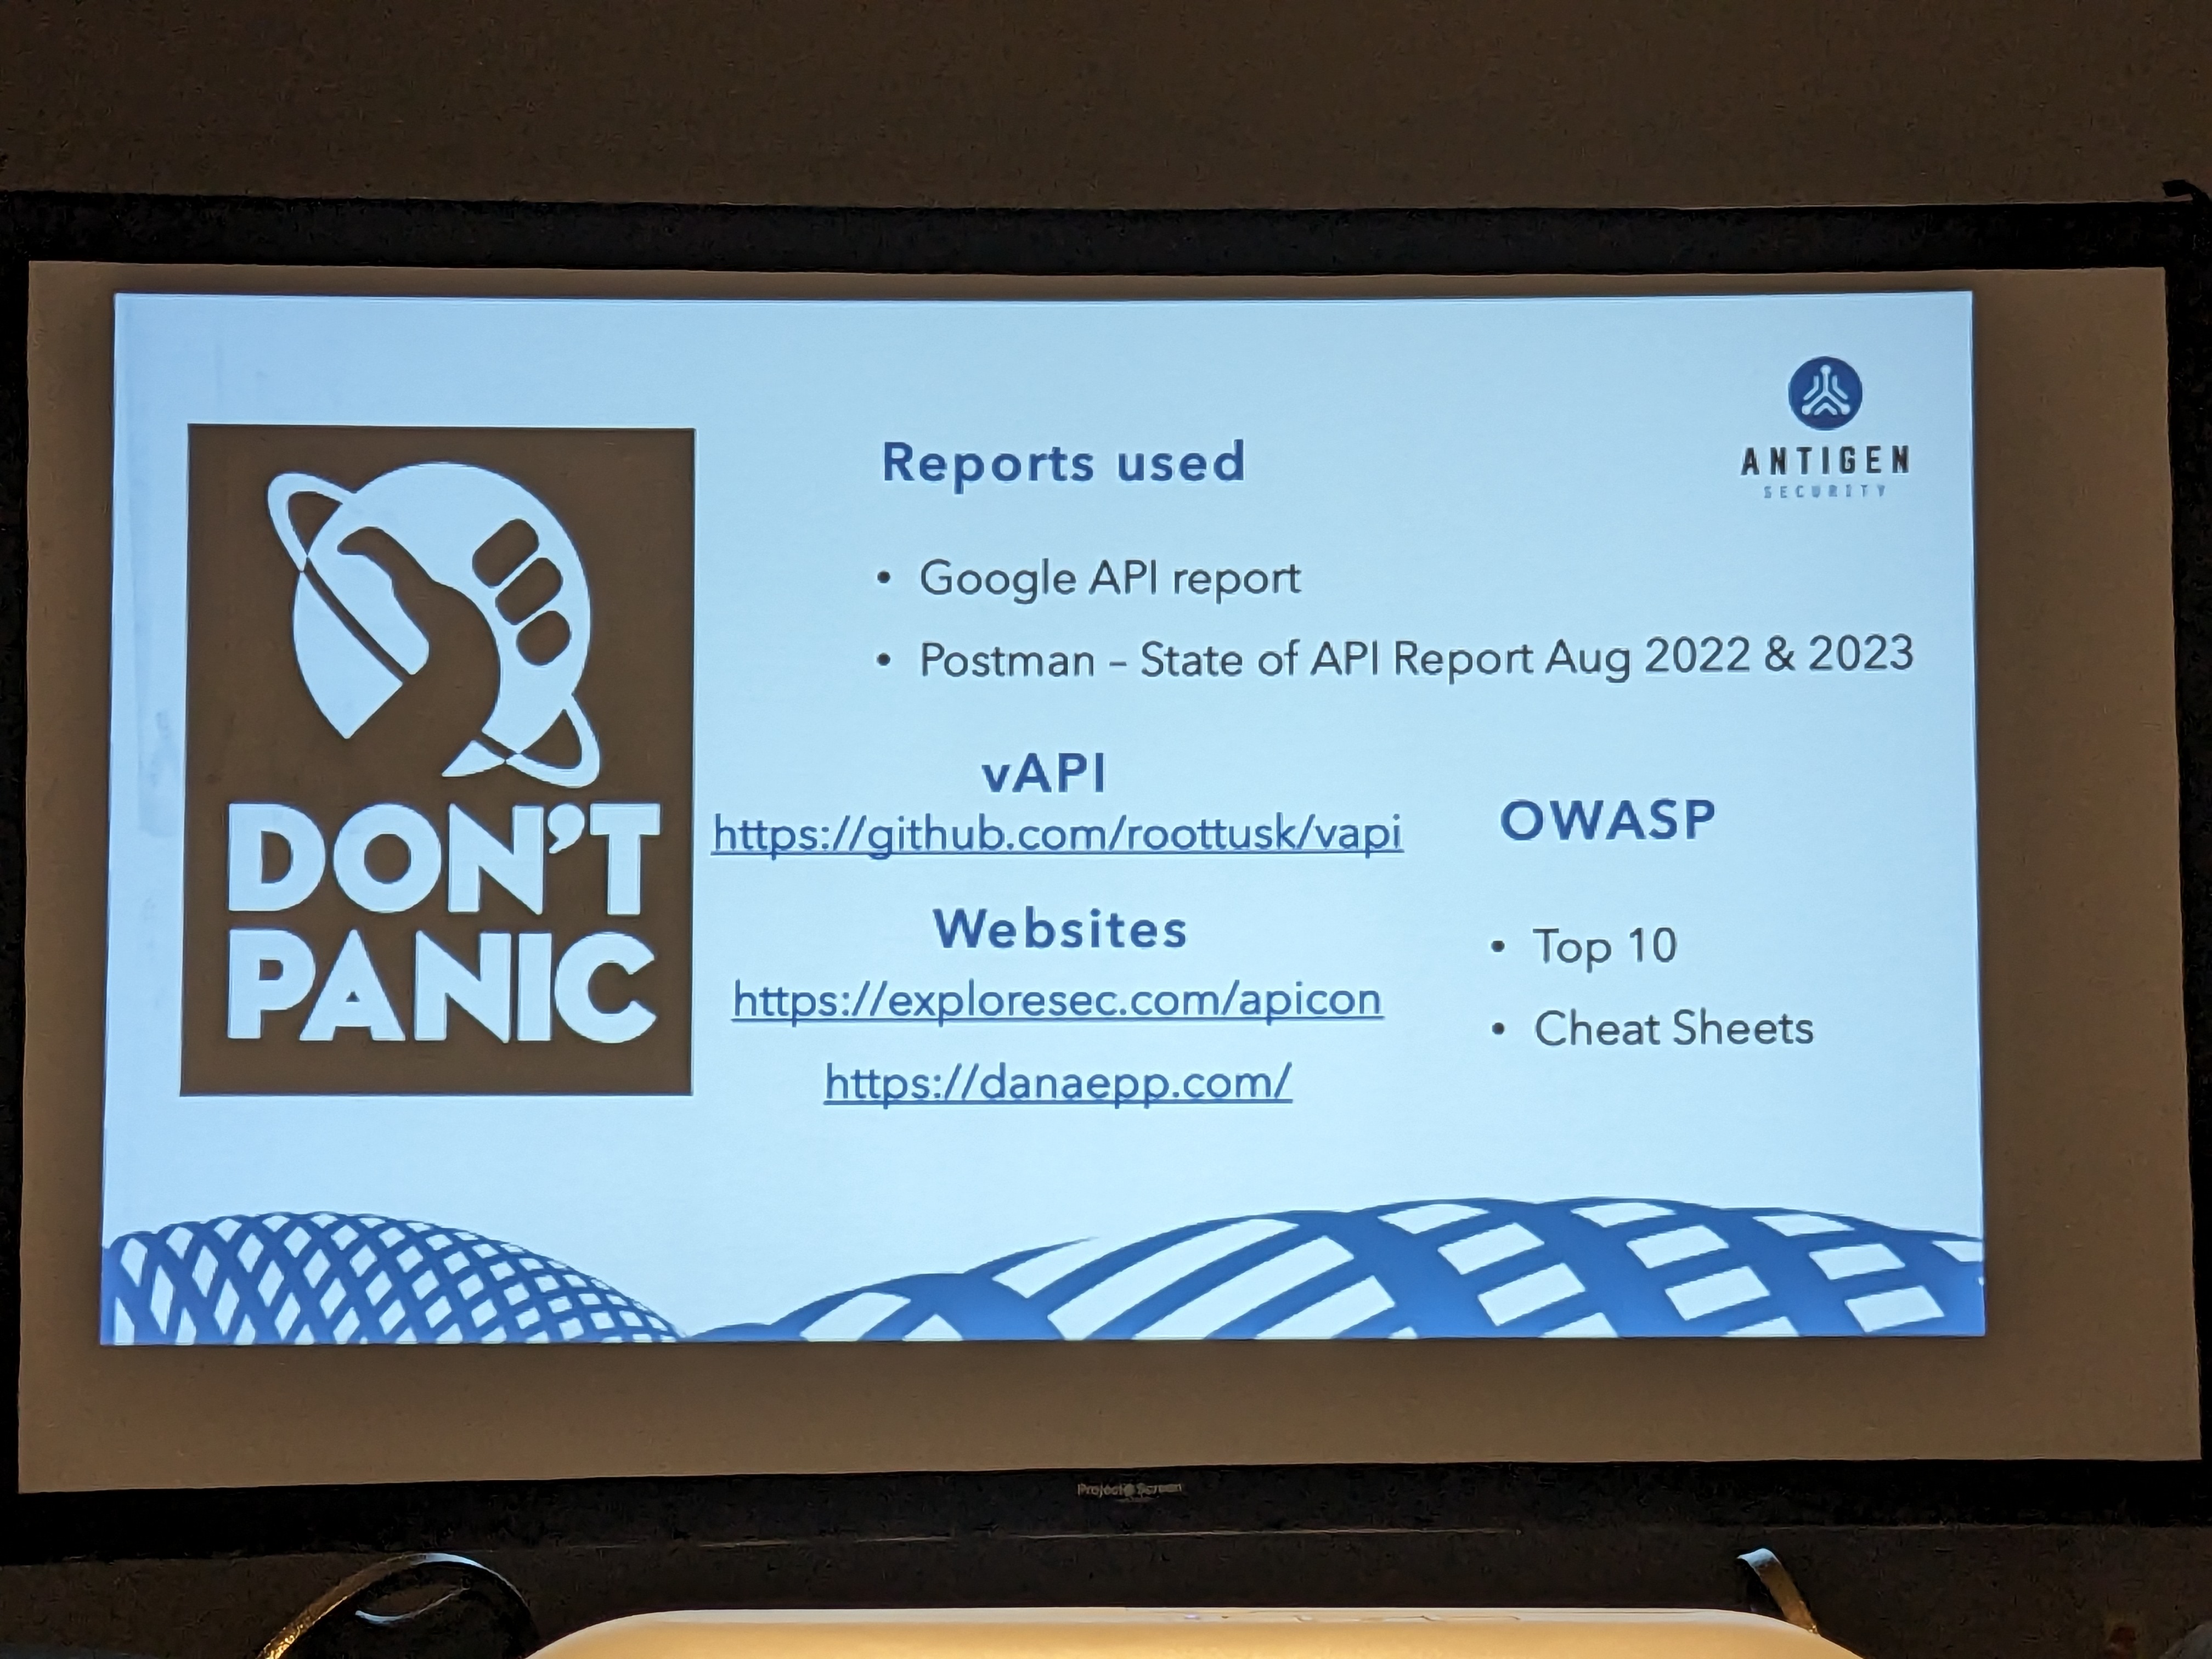 DON'T
PANIC
Reports used
• Google API report
• Postman – State of API Report Aug 2022 & 2023
vAPI
https://github.com/roottusk/vapi
Websites
https://exploresec.com/apicon
https://danaepp.com/
ANTIGEN
SECURITY
OWASP
• Top 10
• Cheat Sheets
Project Screen